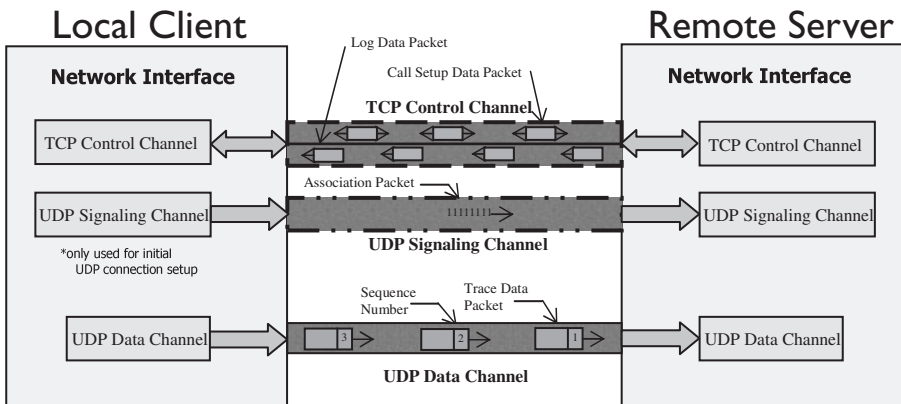 Local Client
Remote Server
Log Data Packet
Network Interface
Call Setup Data Packet
Network Interface
TCP Control Channel
TCP Control Channel
TCP Control Channel
Association Packet
UDP Signaling Channel
11111111
UDP Signaling Channel
UDP Signaling Channel
*only used for initial
UDP connection setup
Sequence
Number
Trace Data
Packet
UDP Data Channel
3
2
1
UDP Data Channel
UDP Data Channel